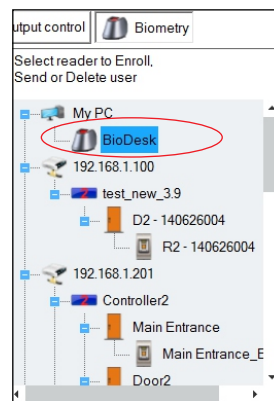 utput control Biometry
Select reader to Enroll,
Send or Delete user
My PC
BioDesk
192.168.1.100
test_new_3.9
D2 - 140626004
R2 - 140626004
192.168.1.201
Controller2
Main Entrance
Main Entrance_E
Door2